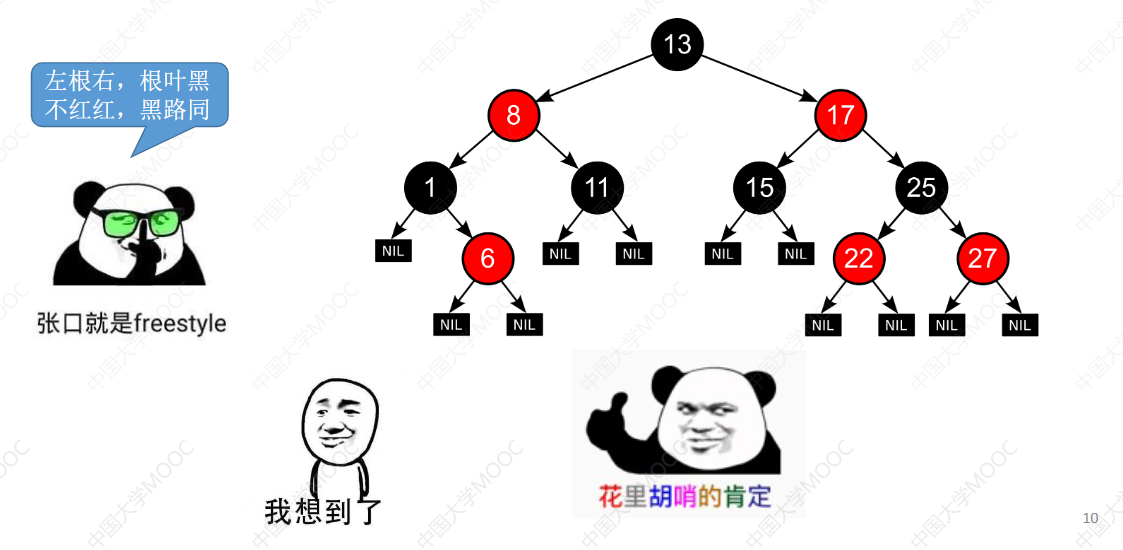 左根右，根叶黑
不红红，黑路同
张口就是freestyle
13
8
17
1
11
15
25
NIL
6
NIL
NIL
NIL
NIL
22
27
NIL
NIL
NIL
NIL
NIL
NIL
我想到了
花里胡哨的肯定
10
中国大学MOOC